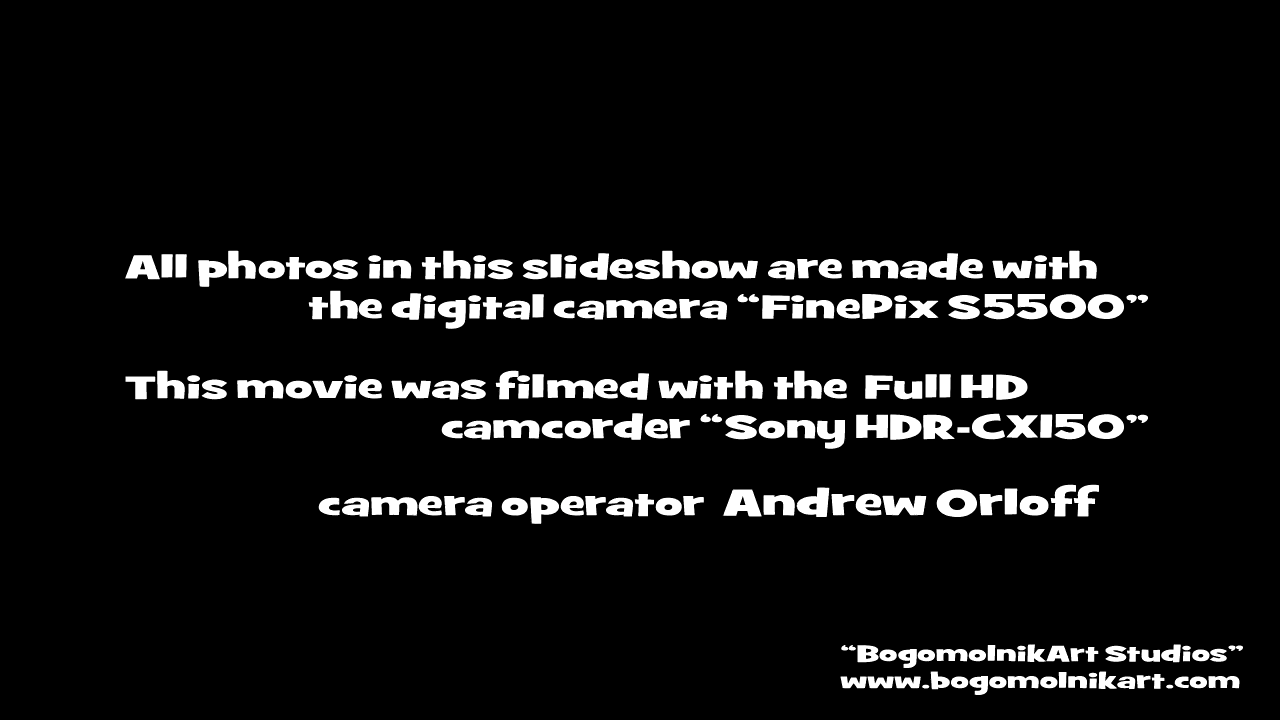 All photos in this slideshow are made with
the digital camera “FinePix S5500”
This movie was filmed with the Full HD
camcorder “Sony HDR-CX150”
camera operator Andrew Orloff
“BogomolnikArt Studios”
www.bogomolnikart.com